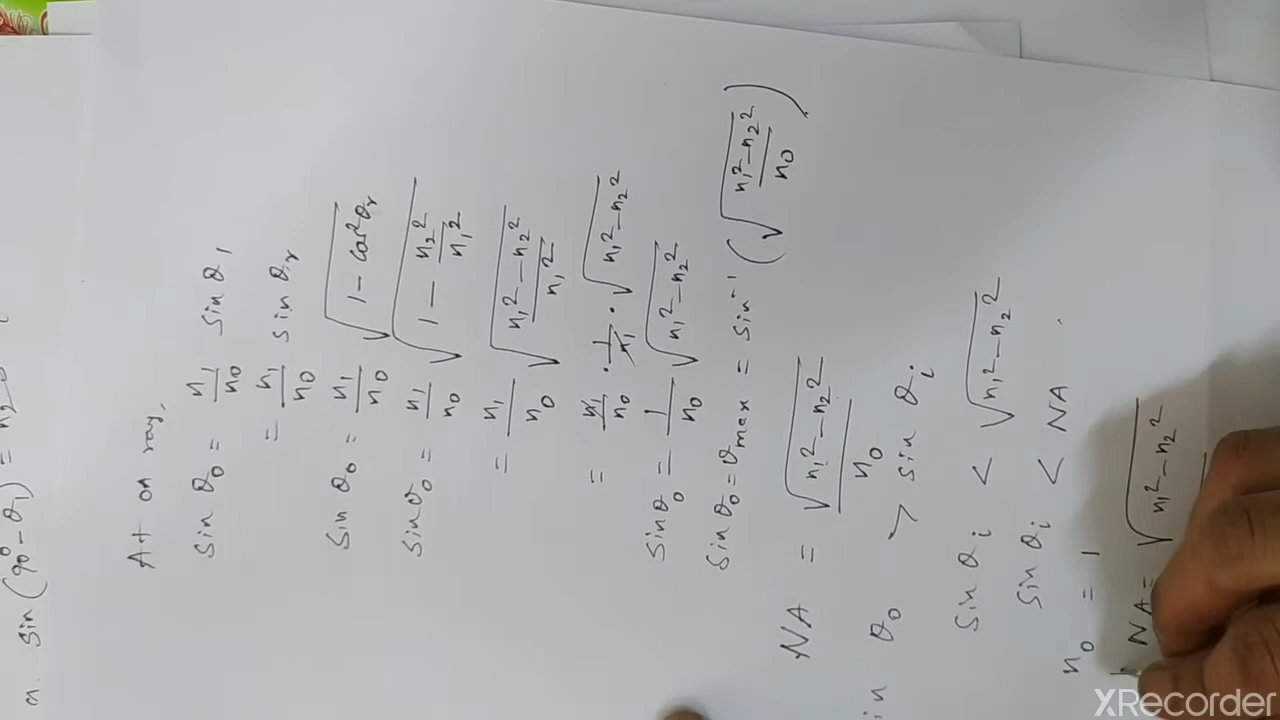 n. sin(90° - θ1) = n2
At on ray,
sin θ0 = n1/n0 sin θ1
= n1/n0 sin θr
sin θ0 = n1/n0 √(1 - cos²θr)
sin θ0 = n1/n0 √(1 - n2²/n1²)
= n1/n0 √((n1² - n2²)/n1²)
= n1/n0 · 1/n1 · √(n1² - n2²)
sin θ0 = 1/n0 √(n1² - n2²)
sin θ0 = θmax = sin⁻¹(√(n1² - n2²)/n0)
NA = √(n1² - n2²)/n0
in θ0 > sin θi
sin θi < √(n1² - n2²)
sin θi < NA.
n0 = 1
NA = √(n1² - n2²)
XRecorder